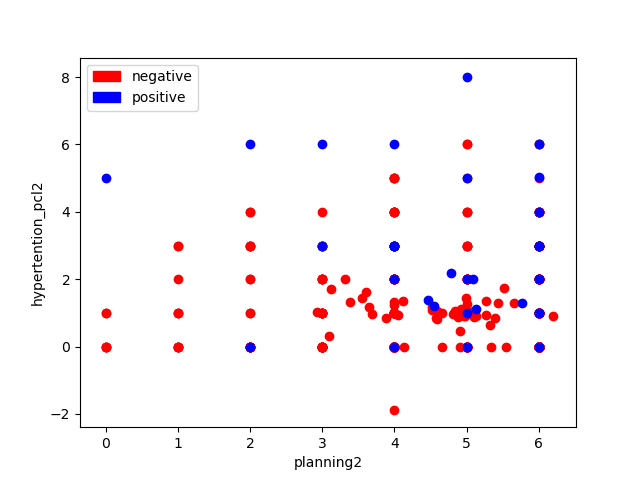 negative
positive
8
6
4
2
0
−2
hypertention_pcl2
0 1 2 3 4 5 6
planning2